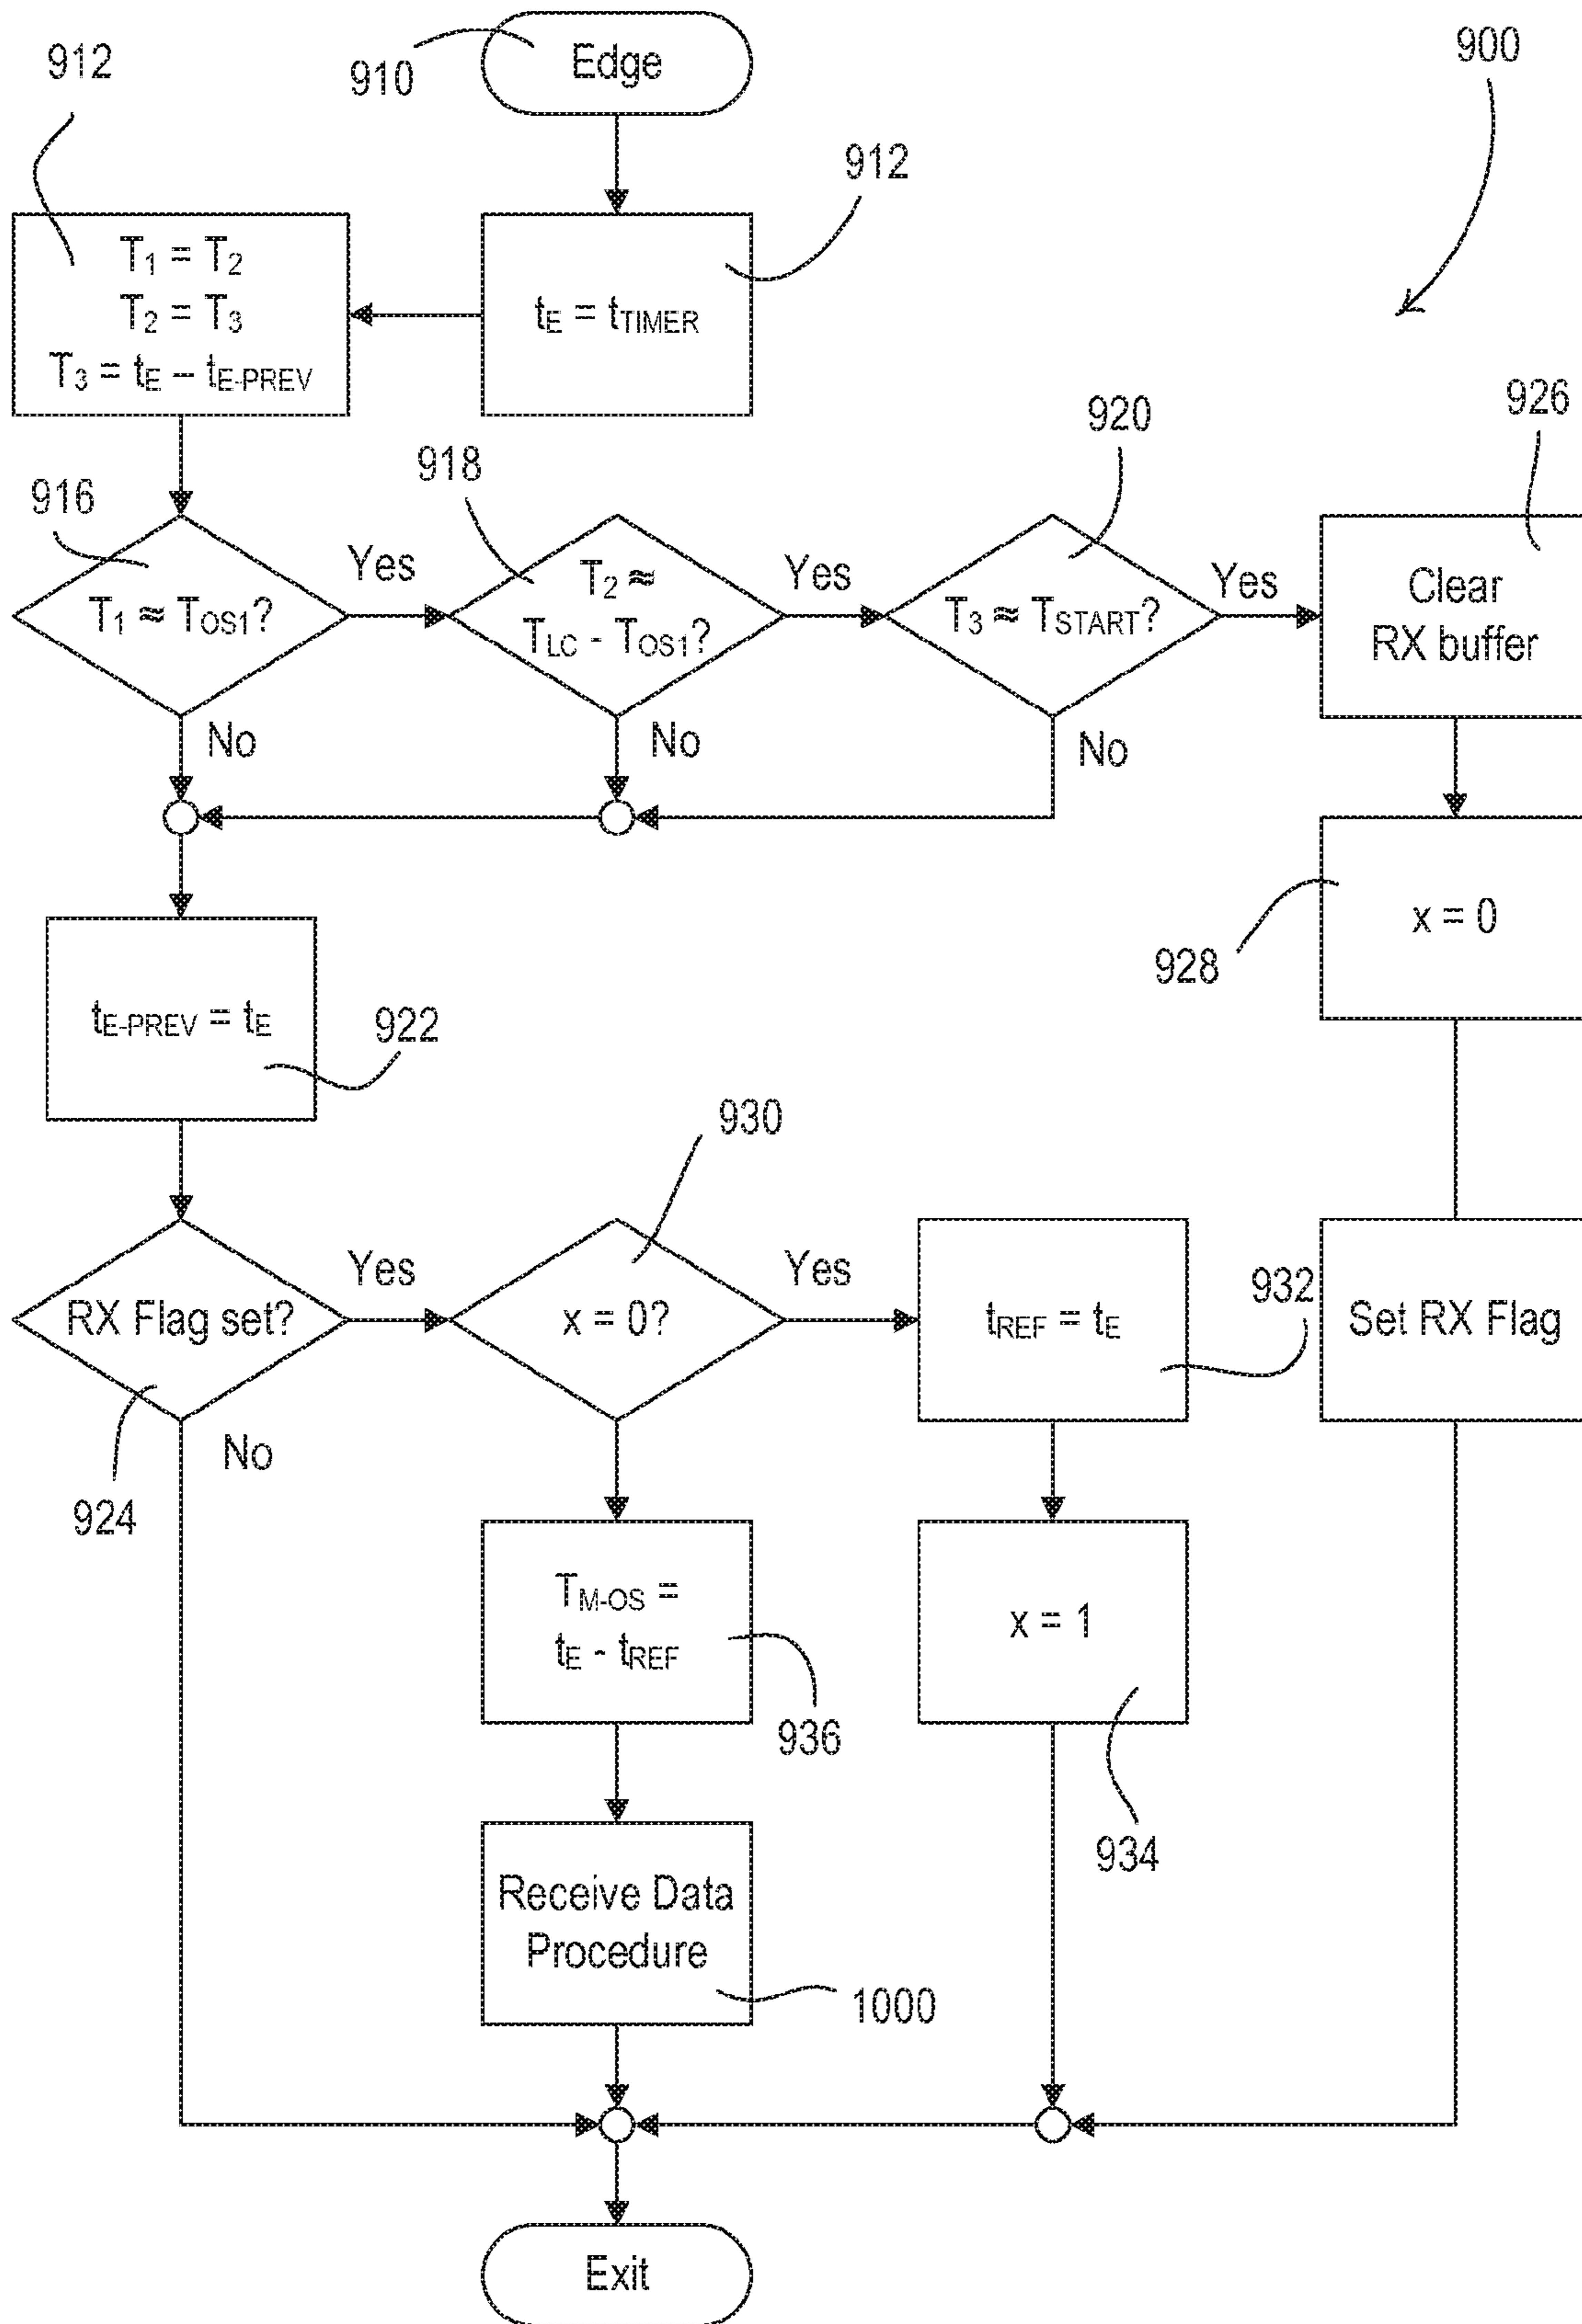 912
910
Edge
900
912
T1 = T2
T2 = T3
T3 = tE – tE-PREV
tE = tTIMER
926
920
918
916
Yes
Yes
Yes
T1 ≈ TOS1?
T2 ≈
TLC - TOS1?
T3 ≈ TSTART?
Clear
RX buffer
No
No
No
x = 0
928
tE-PREV = tE
922
930
Yes
Yes
932
RX Flag set?
x = 0?
tREF = tE
Set RX Flag
No
924
TM-OS =
tE - tREF
936
x = 1
934
Receive Data
Procedure
1000
Exit